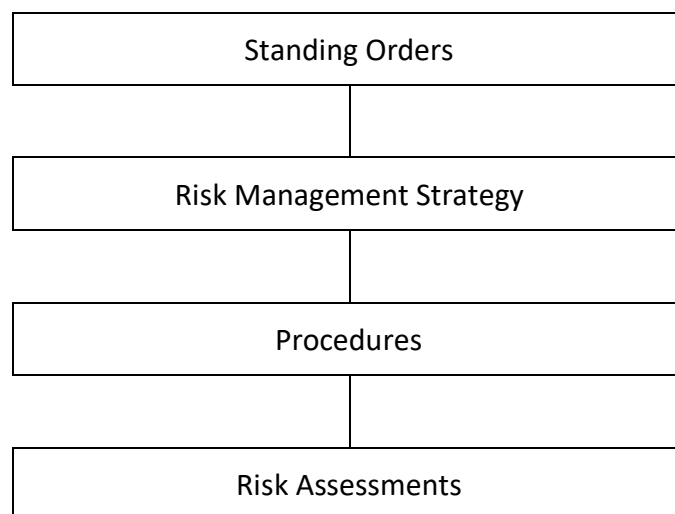 Standing Orders
Risk Management Strategy
Procedures
Risk Assessments